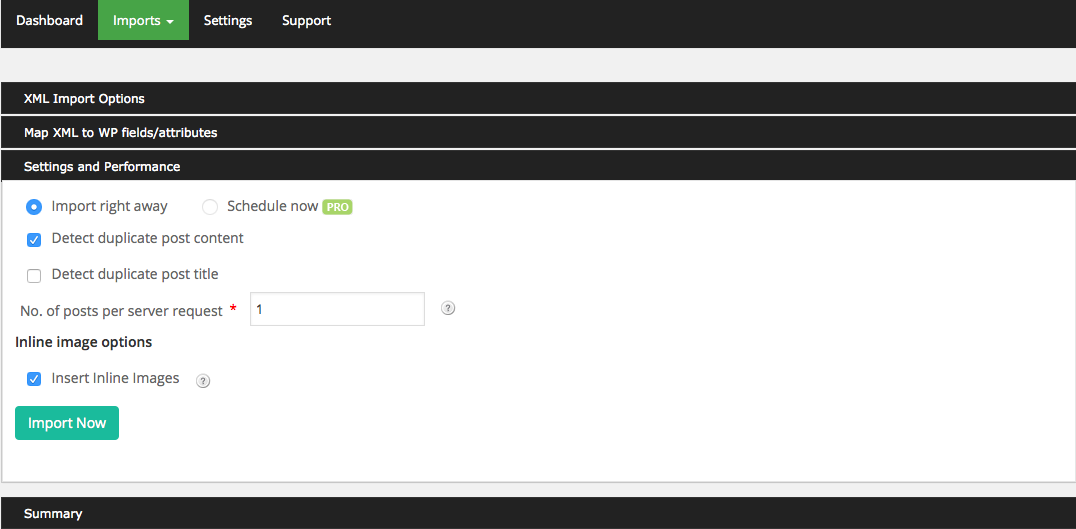 Dashboard Imports Settings Support
XML Import Options
Map XML to WP fields/attributes
Settings and Performance
Import right away Schedule now PRO
Detect duplicate post content
Detect duplicate post title
No. of posts per server request * 1 ?
Inline image options
Insert Inline Images ?
Import Now
Summary